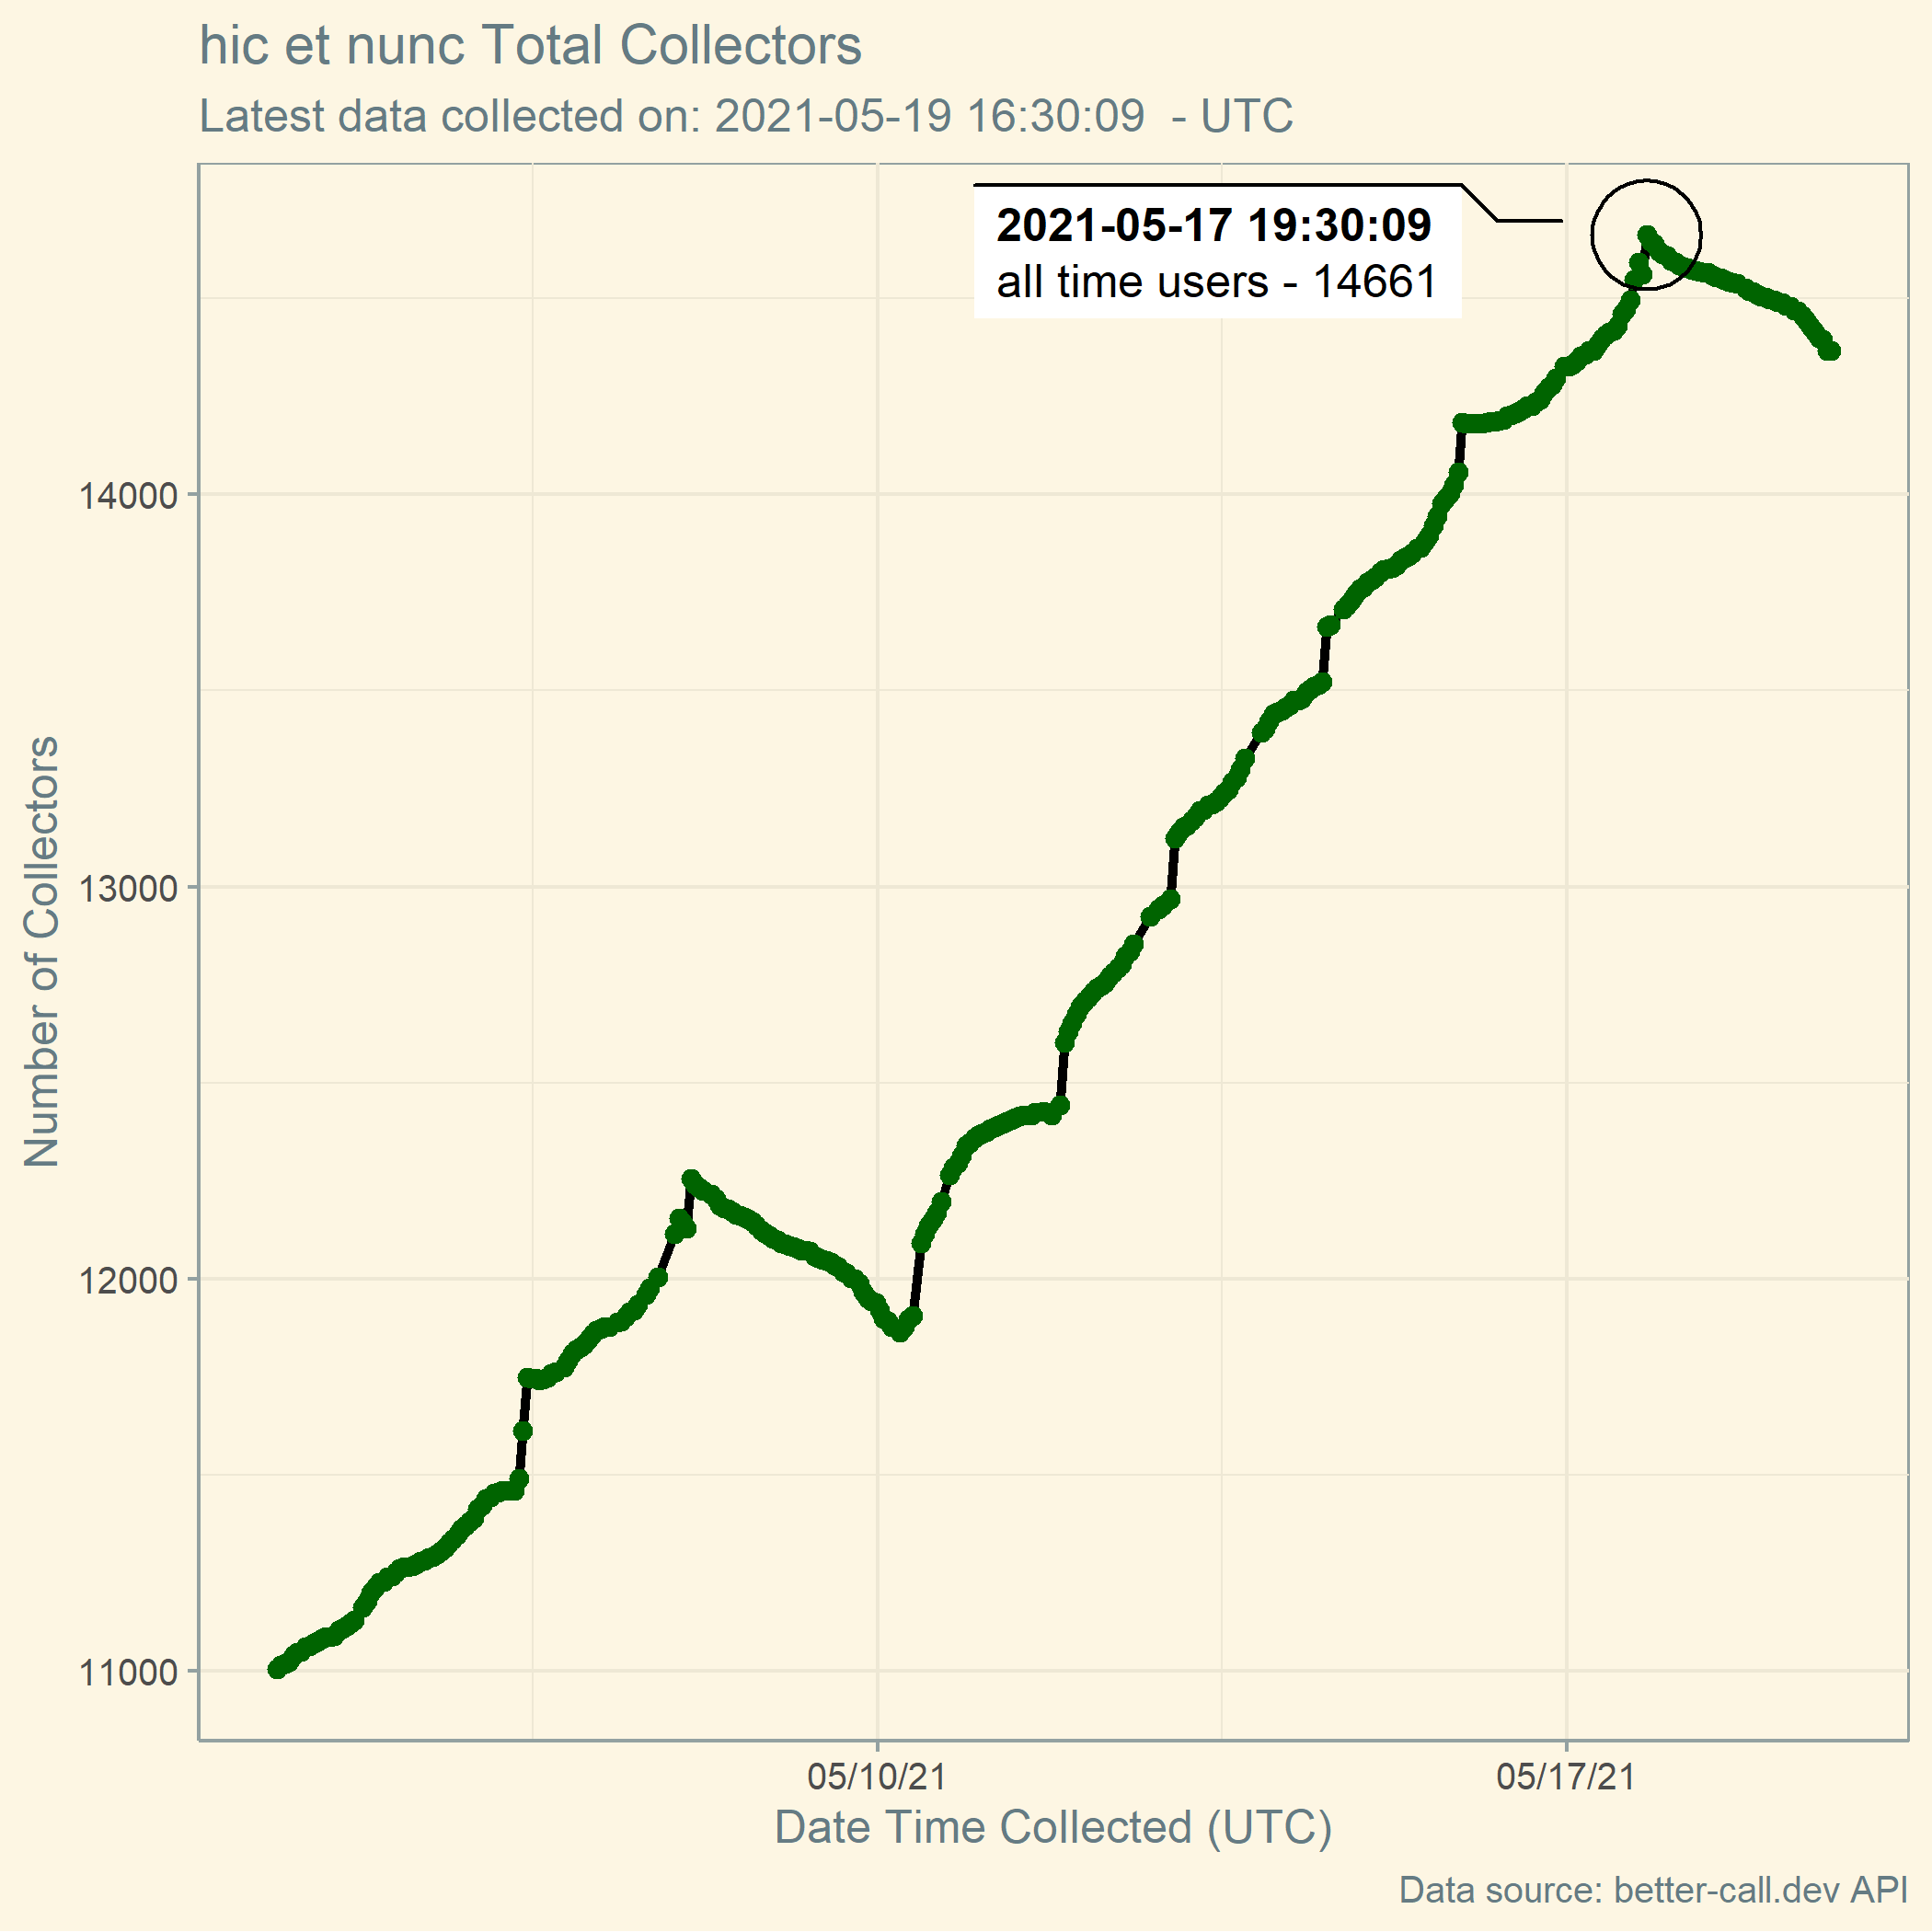 hic et nunc Total Collectors
Latest data collected on: 2021-05-19 16:30:09  - UTC
2021-05-17 19:30:09
all time users - 14661
Number of Collectors
14000
13000
12000
11000
05/10/21
05/17/21
Date Time Collected (UTC)
Data source: better-call.dev API